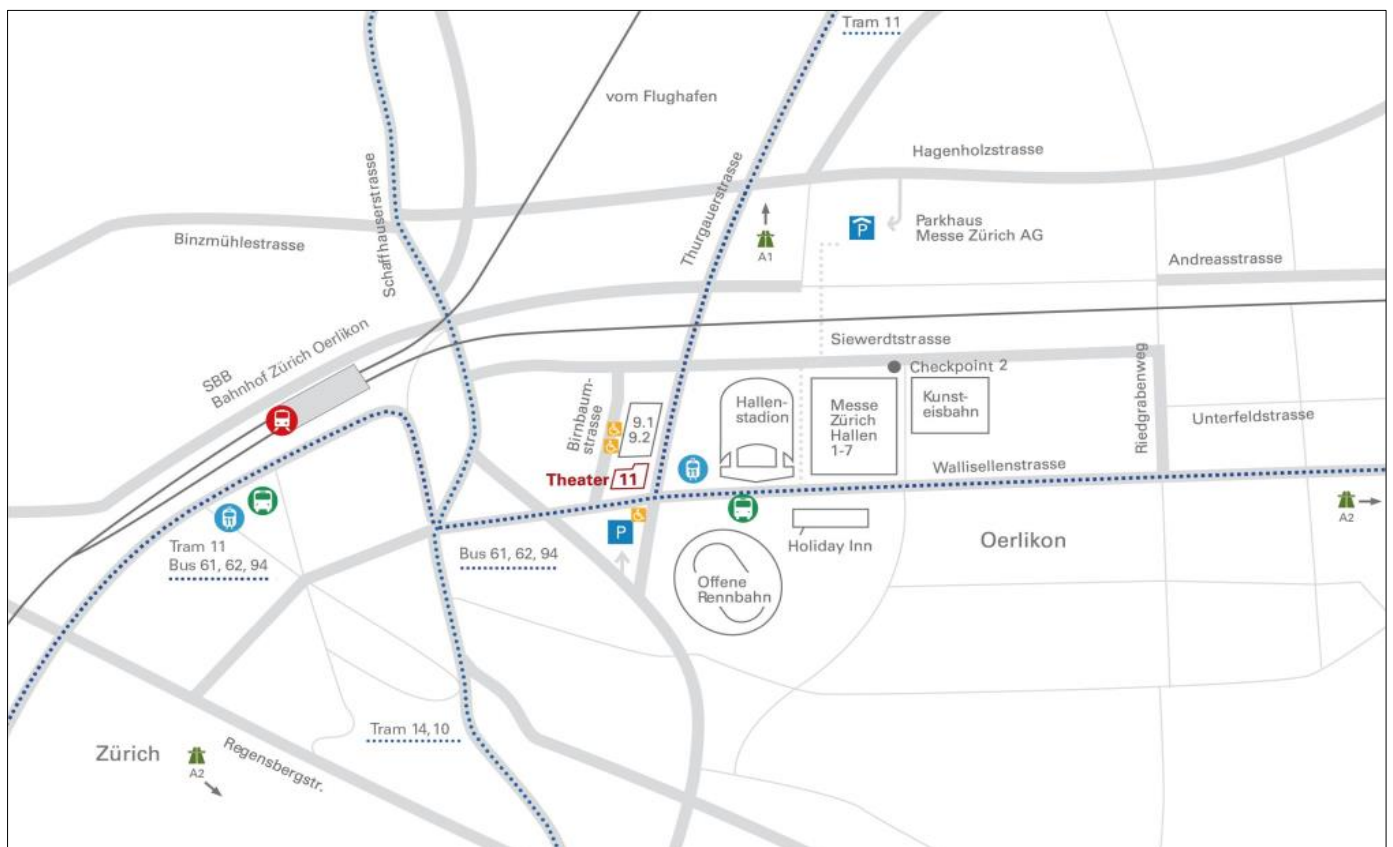 Tram 11
vom Flughafen
Hagenholzstrasse
Thurgauerstrasse
Schaffhauserstrasse
Binzmühlestrasse
P
Parkhaus
Messe Zürich AG
A1
Andreasstrasse
SBB
Bahnhof Zürich Oerlikon
Siewerdtstrasse
Checkpoint 2
Riedgrabenweg
Birnbaum-
strasse
9.1
9.2
Hallen-
stadion
Messe
Zürich
Hallen
1-7
Kunst-
eisbahn
Unterfeldstrasse
Wallisellenstrasse
Theater 11
11
11
Tram 11
Bus 61, 62, 94
P
Bus 61, 62, 94
Holiday Inn
Oerlikon
A2
Offene
Rennbahn
Tram 14, 10
Zürich
A2
Regensbergstr.